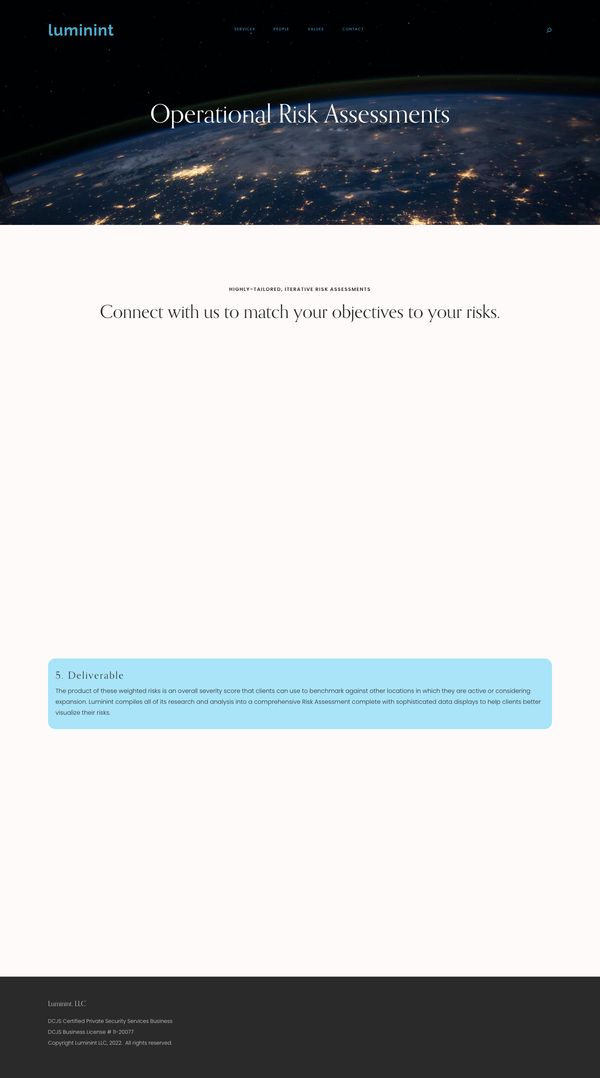 luminint
SERVICES PEOPLE VALUES CONTACT
Operational Risk Assessments
HIGHLY-TAILORED, ITERATIVE RISK ASSESSMENTS
Connect with us to match your objectives to your risks.
5. Deliverable
The product of these weighted risks is an overall severity score that clients can use to benchmark against other locations in which they are active or considering
expansion. Luminint compiles all of its research and analysis into a comprehensive Risk Assessment complete with sophisticated data displays to help clients better
visualize their risks.
Luminint, LLC
DCJS Certified Private Security Services Business
DCJS Business License # 11-20077
Copyright Luminint LLC, 2022. All rights reserved.